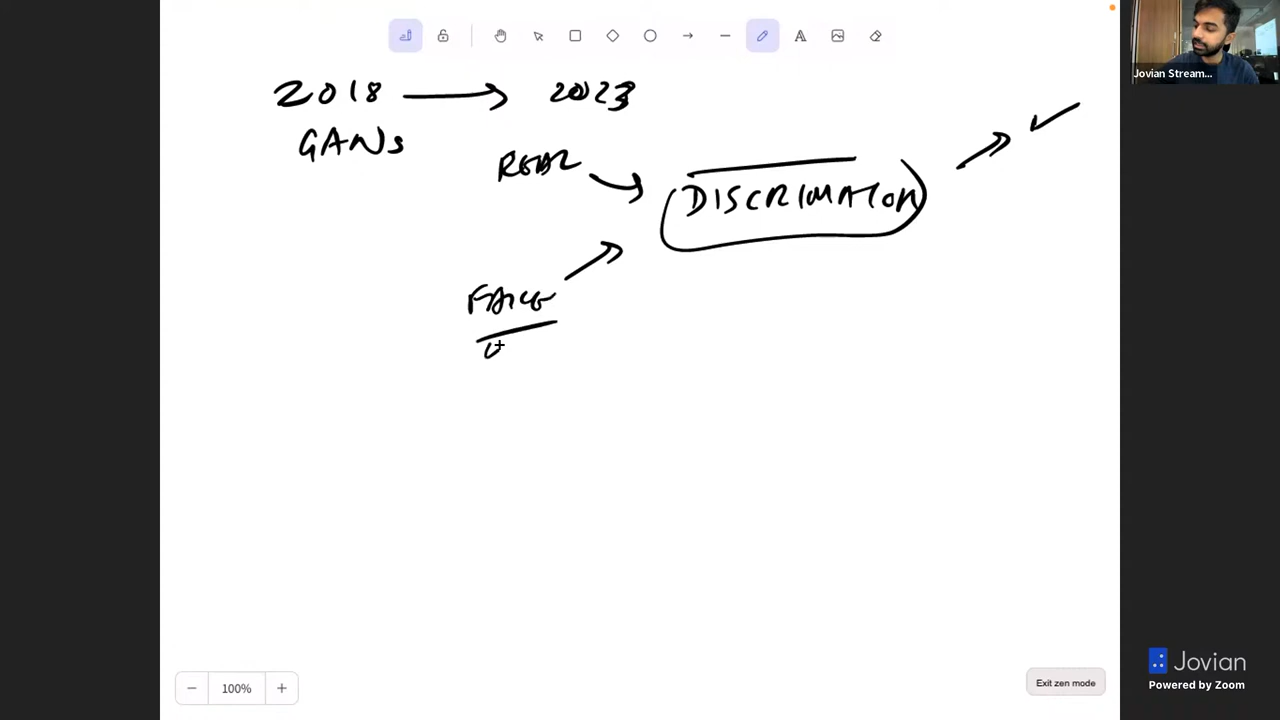 2018 → 2023
GANs
REAL
DISCRIMINATOR
FAKE
100%
Exit zen mode
Jovian Stream...
Jovian
Powered by Zoom